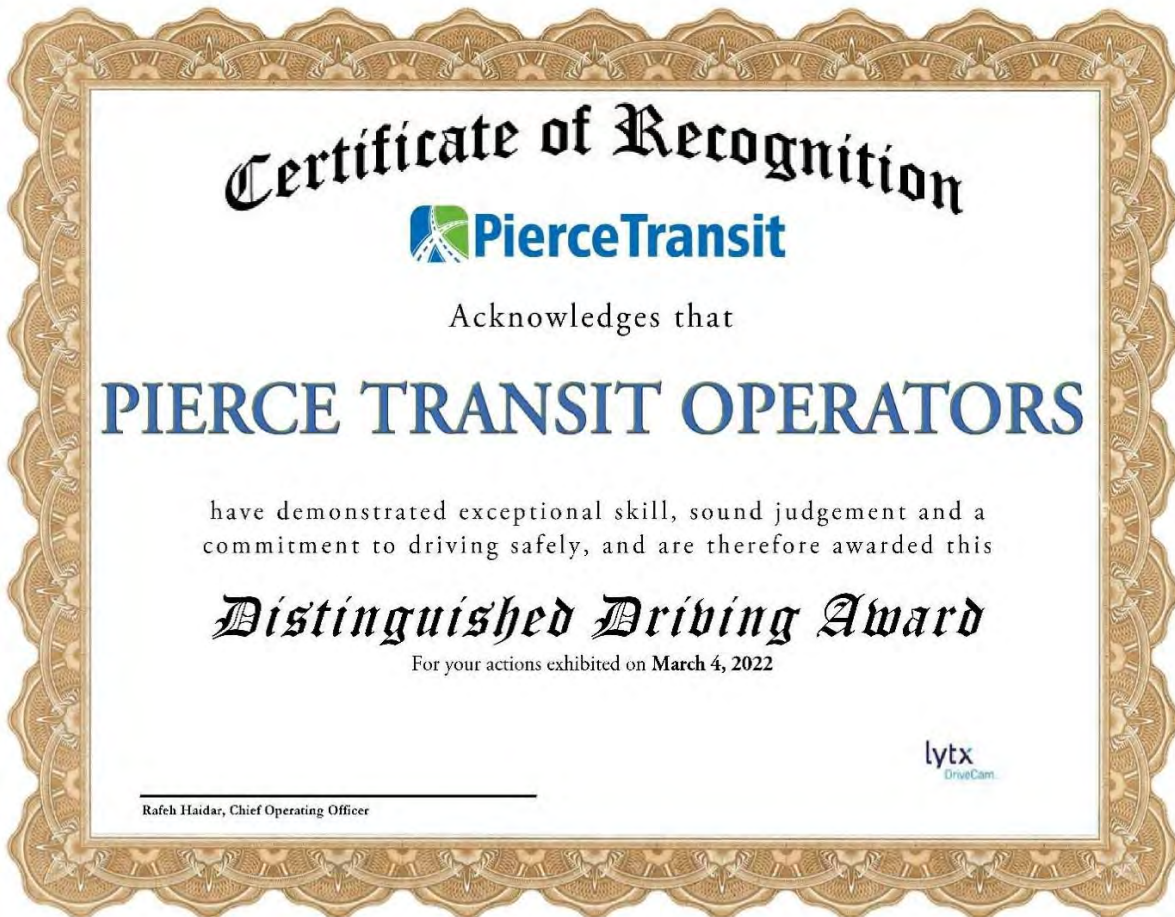 Certificate of Recognition
PierceTransit
Acknowledges that
PIERCE TRANSIT OPERATORS
have demonstrated exceptional skill, sound judgement and a
commitment to driving safely, and are therefore awarded this
Distinguished Driving Award
For your actions exhibited on March 4, 2022
lytx
DriveCam
Rafeh Haidar, Chief Operating Officer